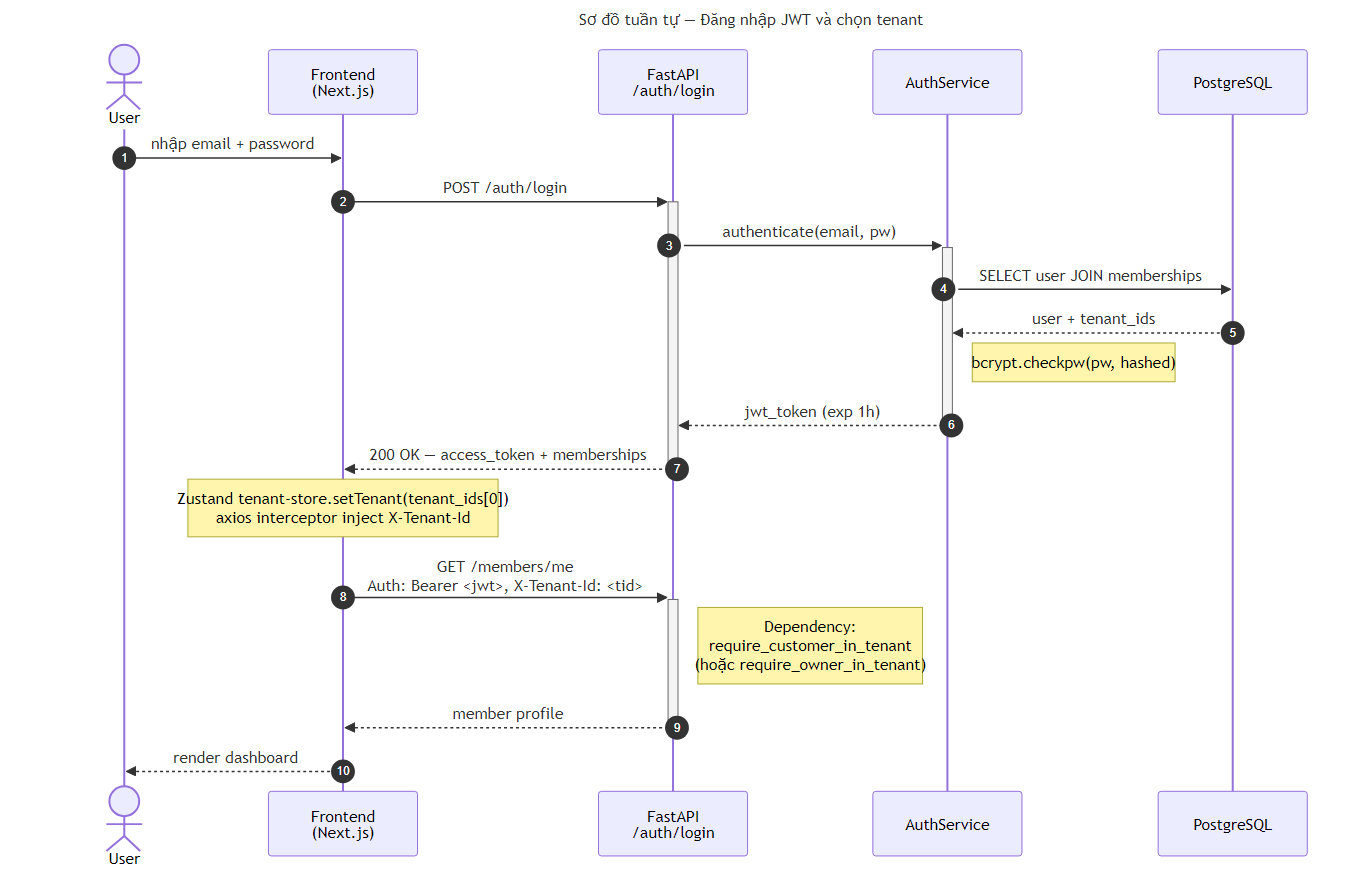 Sơ đồ tuần tự — Đăng nhập JWT và chọn tenant
User
Frontend
(Next.js)
FastAPI
/auth/login
AuthService
PostgreSQL
1
nhập email + password
2
POST /auth/login
3
authenticate(email, pw)
4
SELECT user JOIN memberships
user + tenant_ids
5
bcrypt.checkpw(pw, hashed)
jwt_token (exp 1h)
6
200 OK — access_token + memberships
7
Zustand tenant-store.setTenant(tenant_ids[0])
axios interceptor inject X-Tenant-Id
GET /members/me
Auth: Bearer <jwt>, X-Tenant-Id: <tid>
8
Dependency:
require_customer_in_tenant
(hoặc require_owner_in_tenant)
member profile
9
render dashboard
10
User
Frontend
(Next.js)
FastAPI
/auth/login
AuthService
PostgreSQL